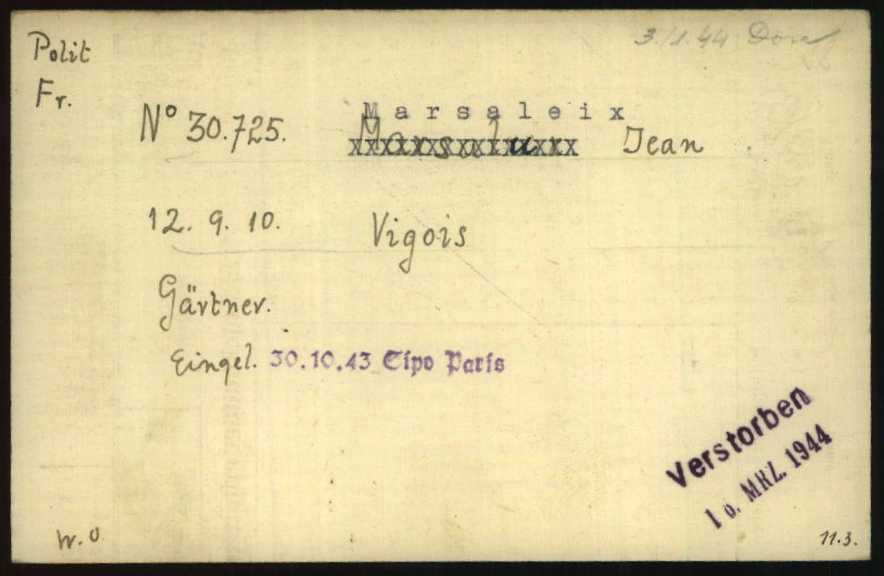 Polit
3./1.44 Dora
Fr.
Marsaleix
No 30.725. Jean
12. 9. 10. Vigois
Gärtner.
Eingel. 30.10.43 Sipo Paris
Verstorben
10. MRZ. 1944
11.3.